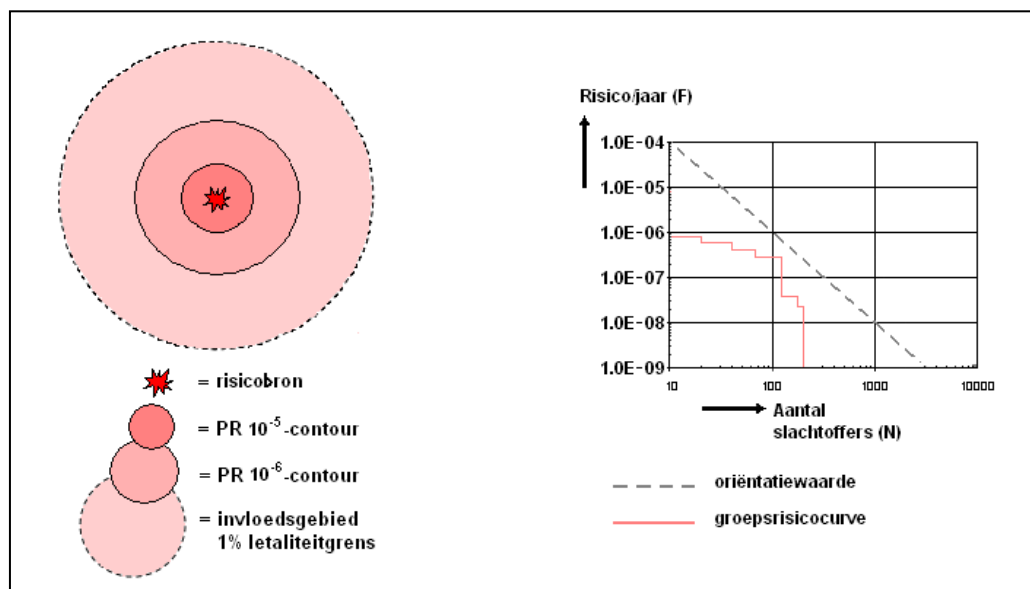 = risicobron
= PR 10-5-contour
= PR 10-6-contour
= invloedsgebied
1% letaliteitgrens
Risico/jaar (F)
1.0E-04
1.0E-05
1.0E-06
1.0E-07
1.0E-08
1.0E-09
10 100 1000 10000
Aantal
slachtoffers (N)
oriëntatiewaarde
groepsrisicocurve